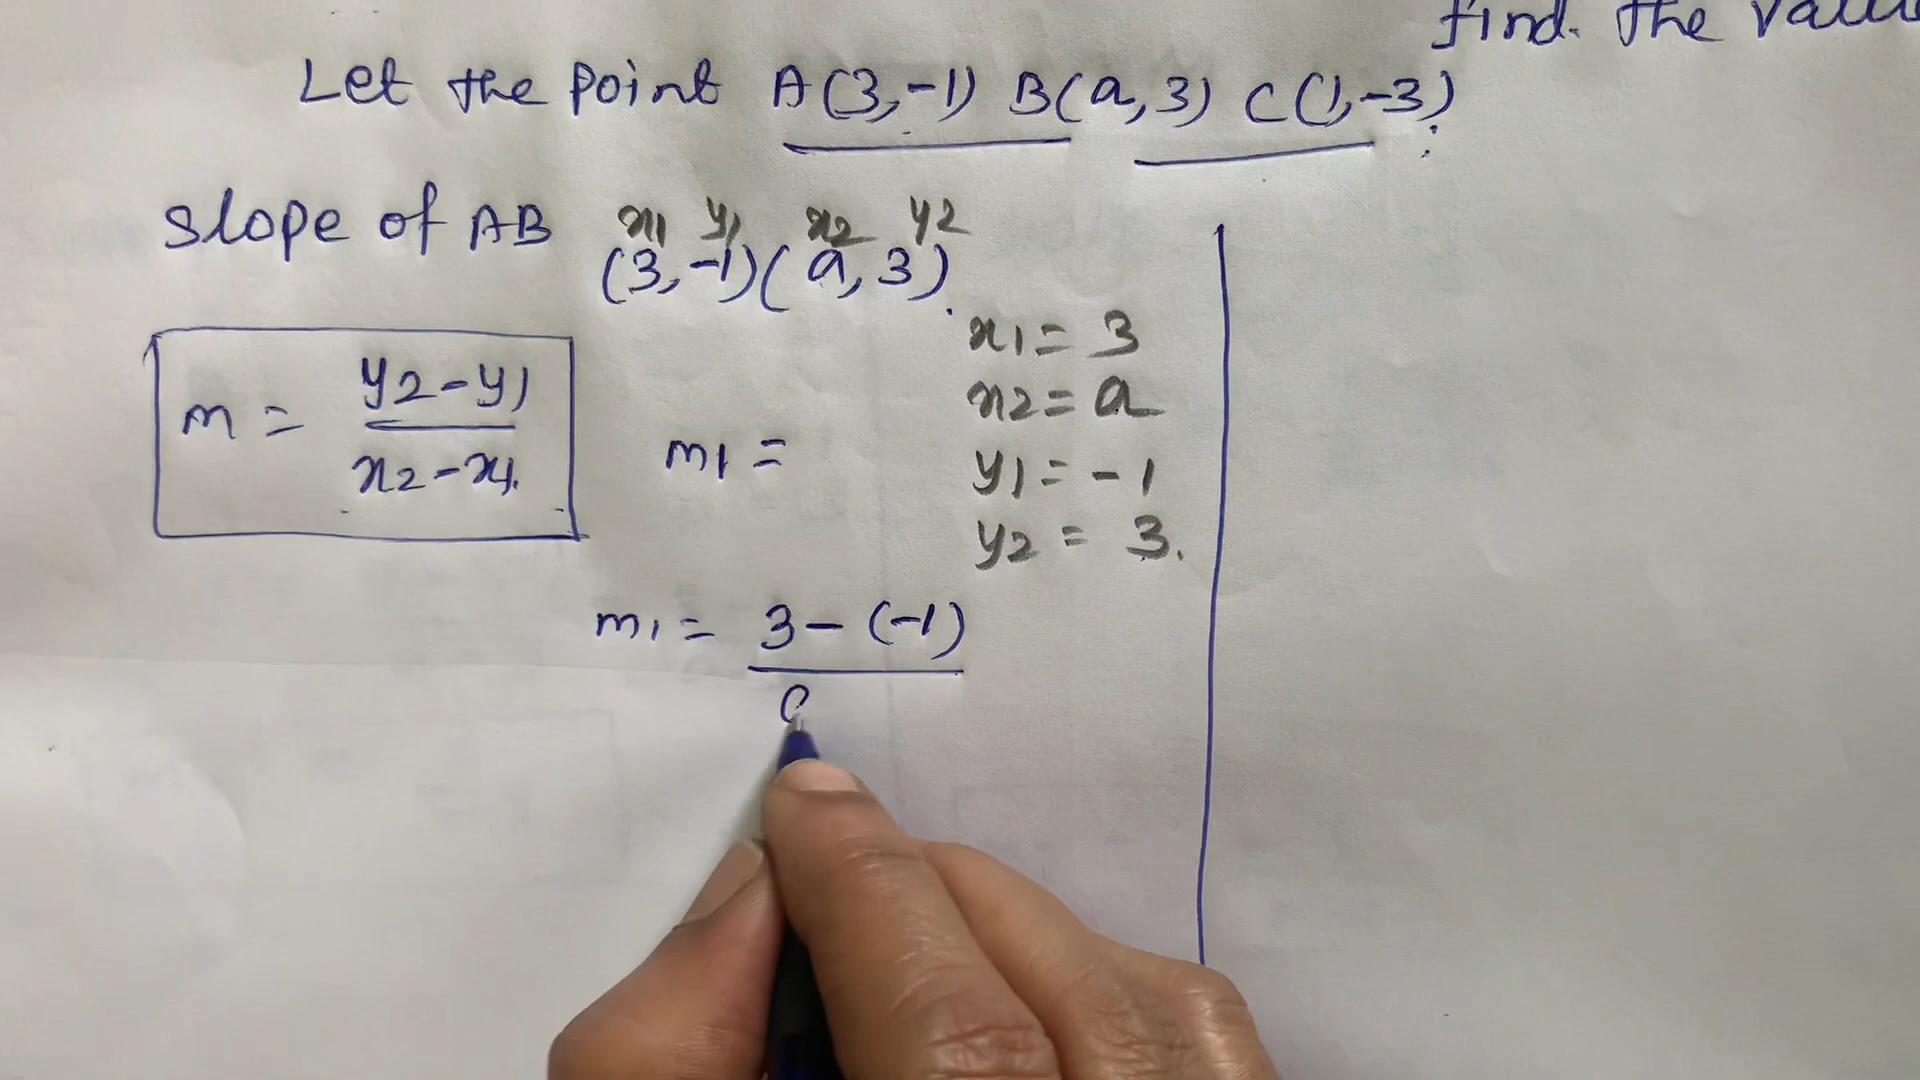 find. The value
Let the point A(3,-1) B(a,3) C(1,-3)
slope of AB
x1 y1 x2 y2
(3,-1)(a,3)
m = y2-y1 / x2-x1
m1 =
x1 = 3
x2 = a
y1 = -1
y2 = 3.
m1 = 3-(-1)